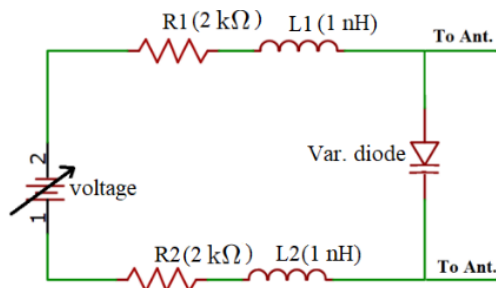 R1(2 kΩ)
L1(1 nH)
To Ant.
Var. diode
2
voltage
1
R2(2 kΩ)
L2(1 nH)
To Ant.